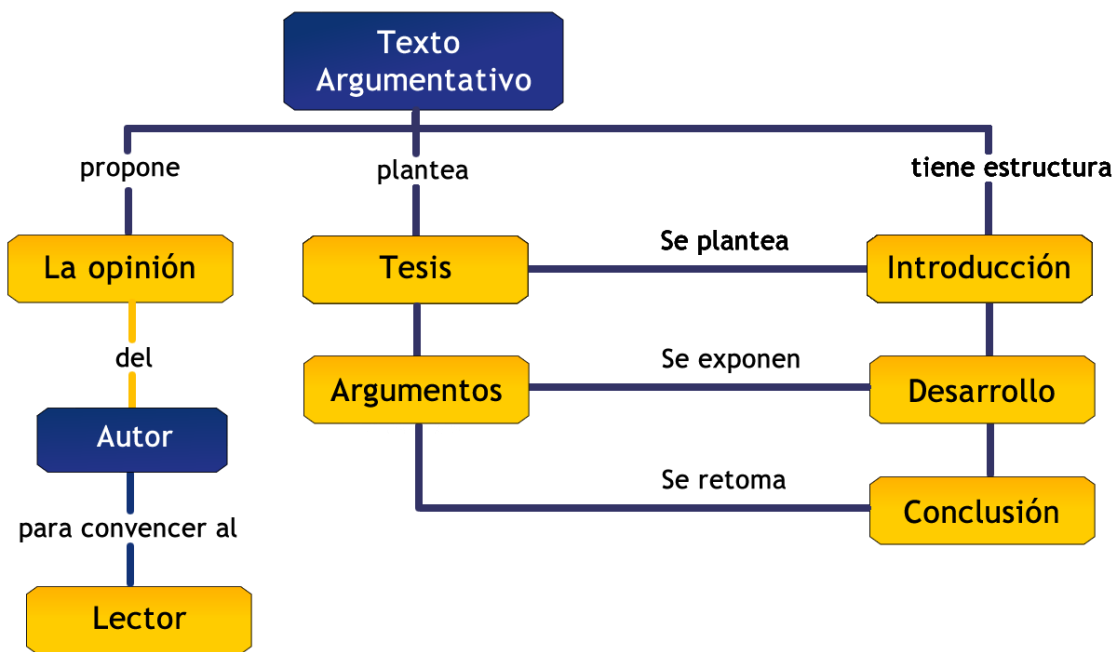 Texto
Argumentativo
propone
plantea
tiene estructura
La opinión
Tesis
Se plantea
Introducción
del
Argumentos
Se exponen
Desarrollo
Autor
Se retoma
Conclusión
para convencer al
Lector